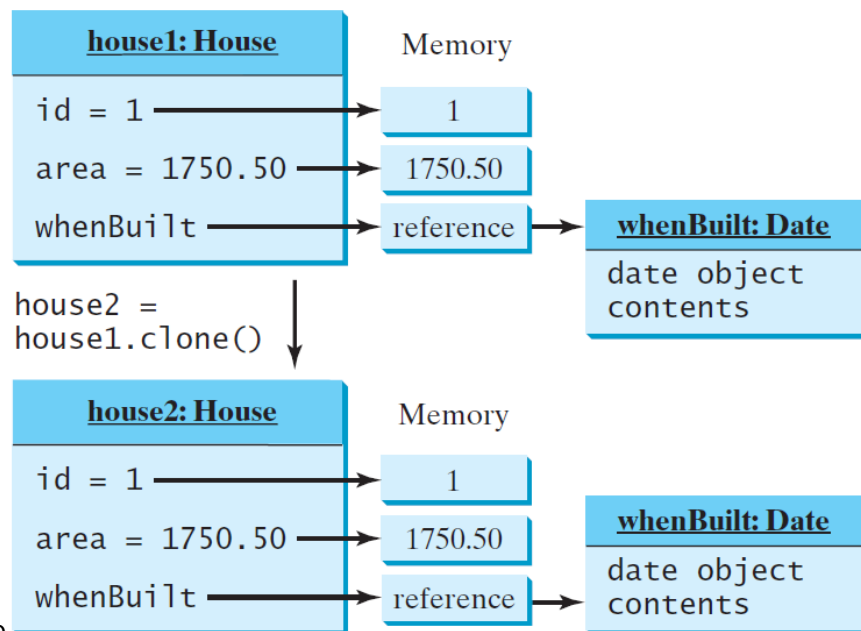 house1: House
Memory
id = 1
1
area = 1750.50
1750.50
whenBuilt
reference
whenBuilt: Date
date object
contents
house2 =
house1.clone()
house2: House
Memory
id = 1
1
area = 1750.50
1750.50
whenBuilt
reference
whenBuilt: Date
date object
contents